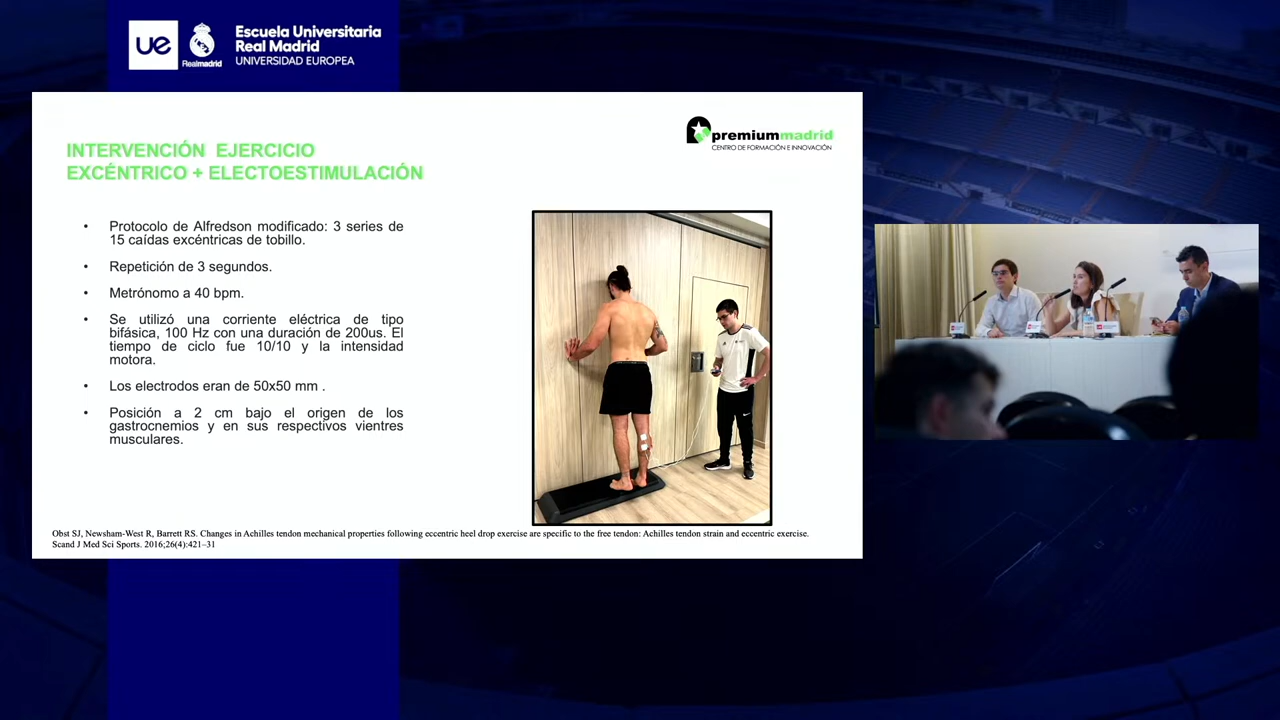 ue
Realmadrid
Escuela Universitaria
Real Madrid
UNIVERSIDAD EUROPEA
premiummadrid
CENTRO DE FORMACIÓN E INNOVACIÓN
INTERVENCIÓN EJERCICIO
EXCÉNTRICO + ELECTOESTIMULACIÓN
• Protocolo de Alfredson modificado: 3 series de
15 caídas excéntricas de tobillo.
• Repetición de 3 segundos.
• Metrónomo a 40 bpm.
• Se utilizó una corriente eléctrica de tipo
bifásica, 100 Hz con una duración de 200us. El
tiempo de ciclo fue 10/10 y la intensidad
motora.
• Los electrodos eran de 50x50 mm .
• Posición a 2 cm bajo el origen de los
gastrocnemios y en sus respectivos vientres
musculares.
Obst SJ, Newsham-West R, Barrett RS. Changes in Achilles tendon mechanical properties following eccentric heel drop exercise are specific to the free tendon: Achilles tendon strain and eccentric exercise.
Scand J Med Sci Sports. 2016;26(4):421–31